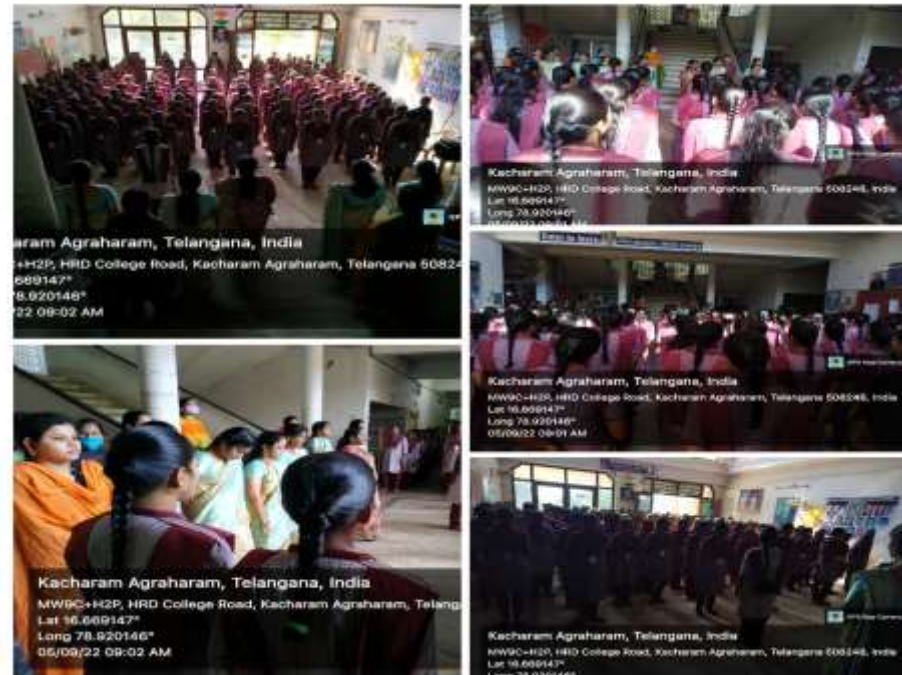 aram Agraharam, Telangana, India
C+H2P, HRD College Road, Kacharam Agraharam, Telangana 50824
.669147°
78.920146°
/22 09:02 AM
Kacharam Agraharam, Telangana, India
MW9C+H2P, HRD College Road, Kacharam Agraharam, Telang
Lat 16.669147°
Long 78.920146°
05/09/22 09:02 AM
Kacharam Agraharam, Telangana, India
MW9C+H2P, HRD College Road, Kacharam Agraharam, Telangana 508246, India
Lat 16.669147°
Long 78.920146°
Kacharam Agraharam, Telangana, India
MW9C+H2P, HRD College Road, Kacharam Agraharam, Telangana 508246, India
Lat 16.669147°
Long 78.920146°
05/09/22 09:01 AM
Kacharam Agraharam, Telangana, India
MW9C+H2P, HRD College Road, Kacharam Agraharam, Telangana 508246, India
Lat 16.669147°